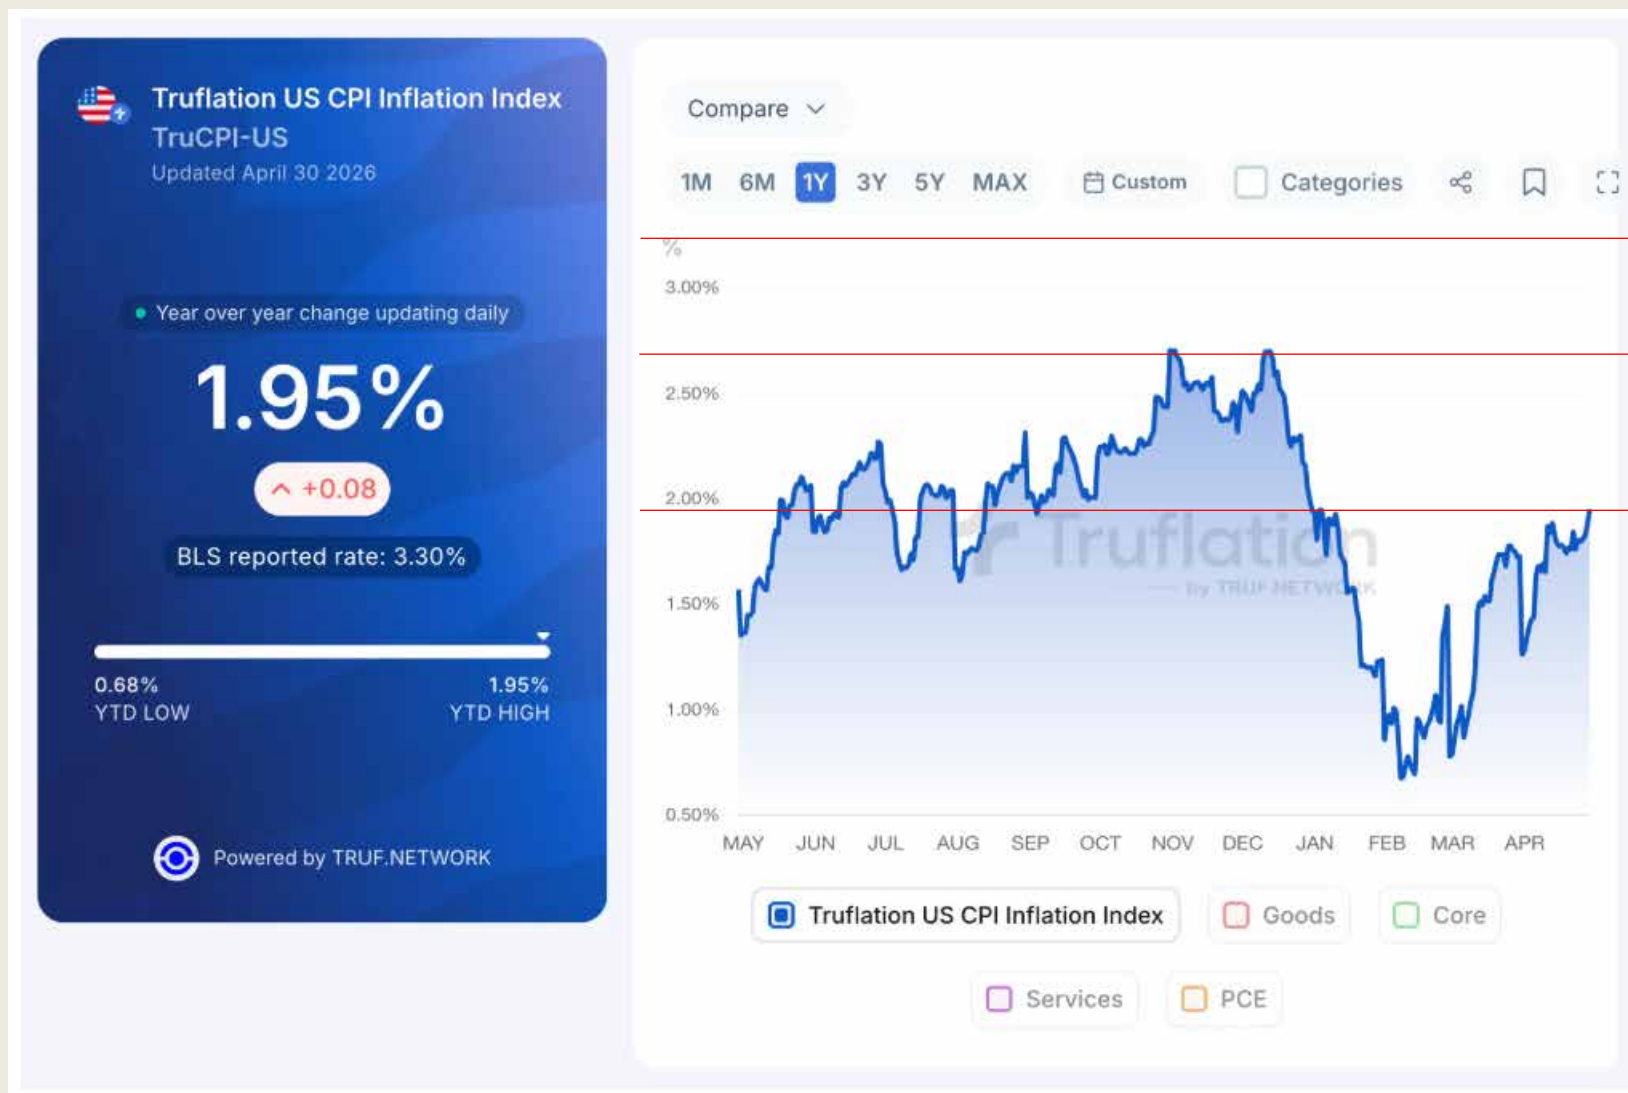 Truflation US CPI Inflation Index
TruCPI-US
Updated April 30 2026
Year over year change updating daily
1.95%
+0.08
BLS reported rate: 3.30%
0.68%
1.95%
YTD LOW
YTD HIGH
Powered by TRUF.NETWORK
Compare
1M 6M 1Y 3Y 5Y MAX Custom Categories
%
3.00%
2.50%
2.00%
1.50%
1.00%
0.50%
Truflation
by TRUF.NETWORK
MAY JUN JUL AUG SEP OCT NOV DEC JAN FEB MAR APR
Truflation US CPI Inflation Index Goods Core
Services PCE